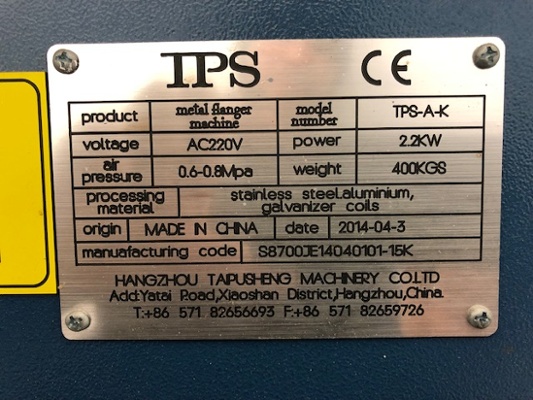 TPS CE
product metal flanger machine model number TPS-A-K
voltage AC220V power 2.2KW
air pressure 0.6-0.8Mpa weight 400KGS
processing material stainless steel.aluminium, galvanizer coils
origin MADE IN CHINA date 2014-04-3
manuafacturing code S8700JE14040101-15K
HANGZHOU TAIPUSHENG MACHINERY CO.LTD
Add:Yatai Road,Xiaoshan District,Hangzhou,China.
T:+86 571 82656693 F:+86 571 82659726